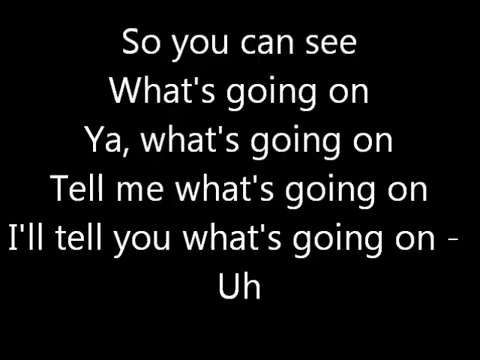 So you can see
What's going on
Ya, what's going on
Tell me what's going on
I'll tell you what's going on -
Uh